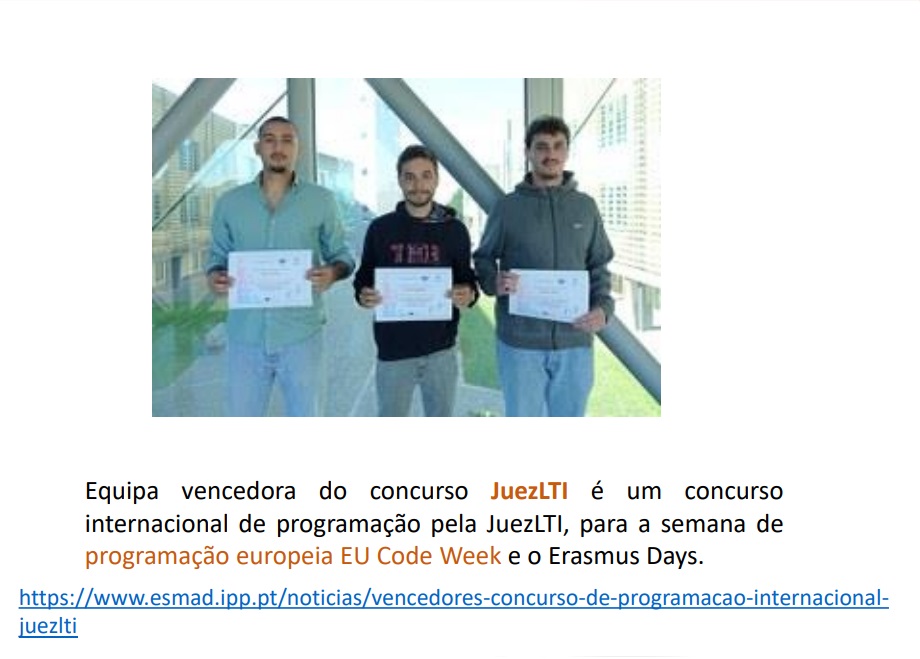 Equipa vencedora do concurso JuezLTI é um concurso
internacional de programação pela JuezLTI, para a semana de
programação europeia EU Code Week e o Erasmus Days.
https://www.esmad.ipp.pt/noticias/vencedores-concurso-de-programacao-internacional-
juezlti